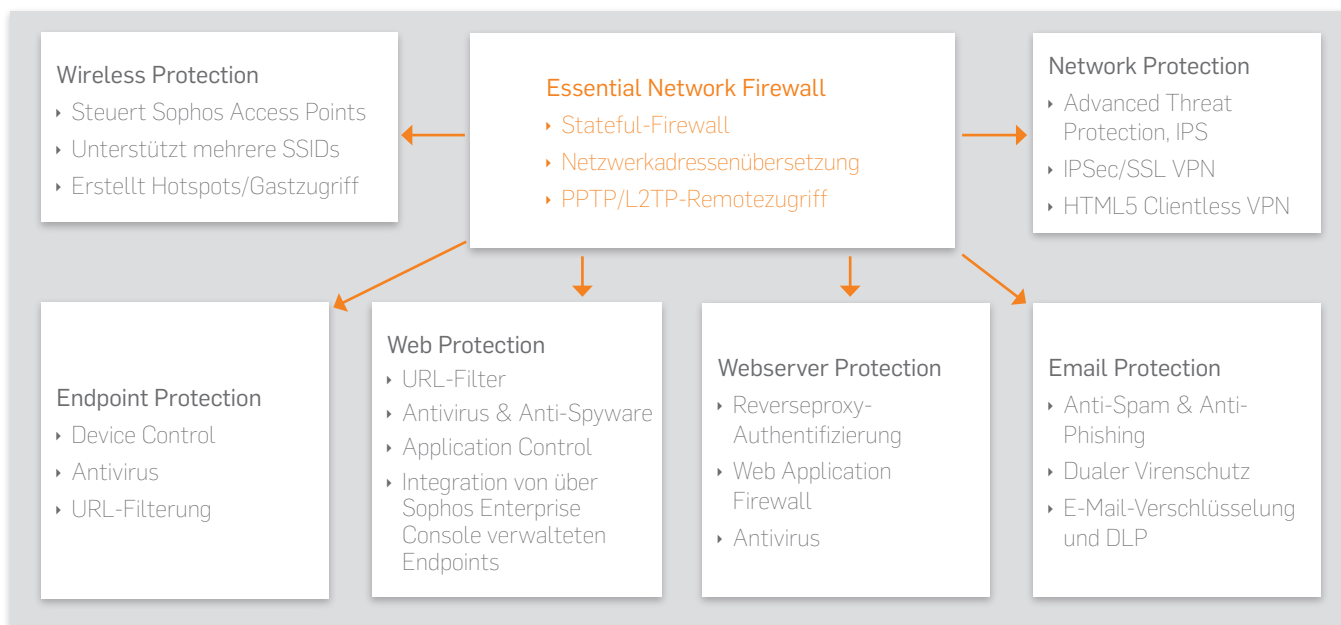 Wireless Protection
‣ Steuert Sophos Access Points
‣ Unterstützt mehrere SSIDs
‣ Erstellt Hotspots/Gastzugriff
Essential Network Firewall
‣ Stateful-Firewall
‣ Netzwerkadressenübersetzung
‣ PPTP/L2TP-Remotezugriff
Network Protection
‣ Advanced Threat
Protection, IPS
‣ IPSec/SSL VPN
‣ HTML5 Clientless VPN
Endpoint Protection
‣ Device Control
‣ Antivirus
‣ URL-Filterung
Web Protection
‣ URL-Filter
‣ Antivirus & Anti-Spyware
‣ Application Control
‣ Integration von über
Sophos Enterprise
Console verwalteten
Endpoints
Webserver Protection
‣ Reverseproxy-
Authentifizierung
‣ Web Application
Firewall
‣ Antivirus
Email Protection
‣ Anti-Spam & Anti-
Phishing
‣ Dualer Virenschutz
‣ E-Mail-Verschlüsselung
und DLP